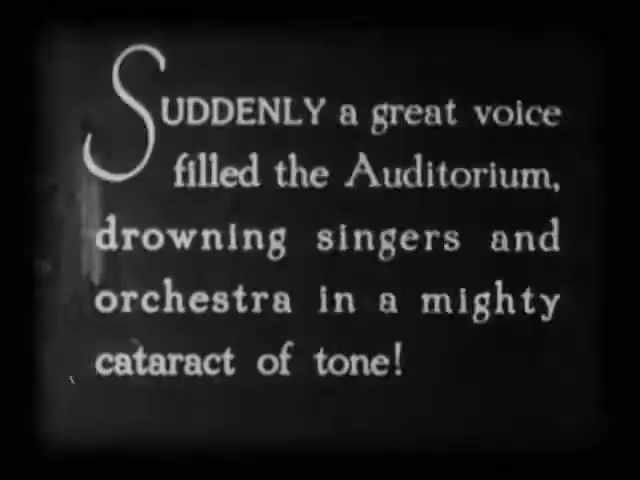 SUDDENLY a great voice
filled the Auditorium,
drowning singers and
orchestra in a mighty
cataract of tone!